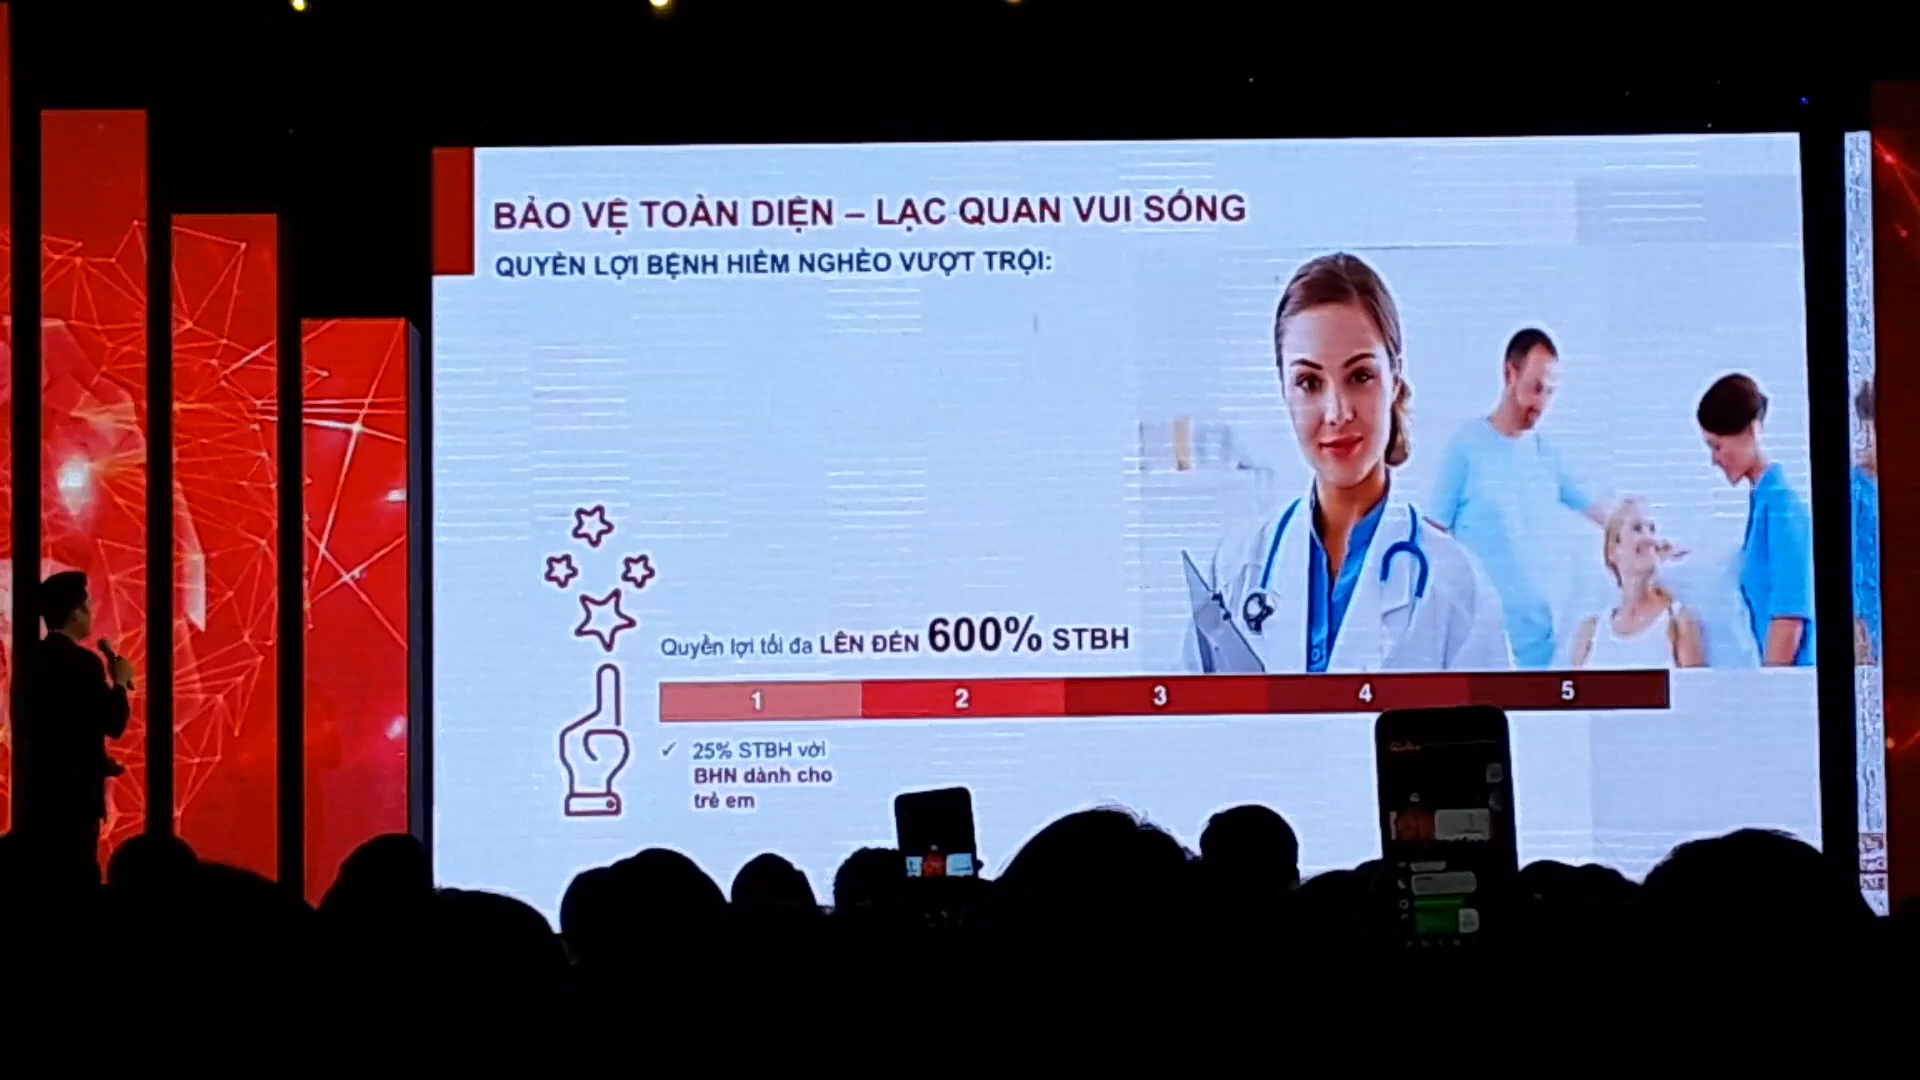 BẢO VỆ TOÀN DIỆN – LẠC QUAN VUI SỐNG
QUYỀN LỢI BỆNH HIỂM NGHÈO VƯỢT TRỘI:
Quyền lợi tối đa LÊN ĐẾN 600% STBH
1 2 3 4 5
✓ 25% STBH với
BHN dành cho
trẻ em